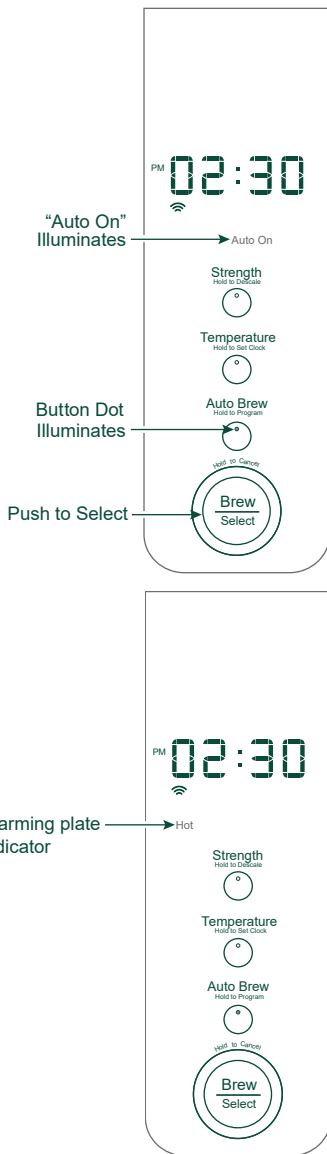 PM 02:30
“Auto On”
Illuminates
Auto On
Strength
Hold to Descale
Temperature
Hold to Set Clock
Button Dot
Illuminates
Auto Brew
Hold to Program
Hold to Cancel
Push to Select
Brew
Select
PM 02:30
arming plate
dicator
Hot
Strength
Hold to Descale
Temperature
Hold to Set Clock
Auto Brew
Hold to Program
Hold to Cancel
Brew
Select